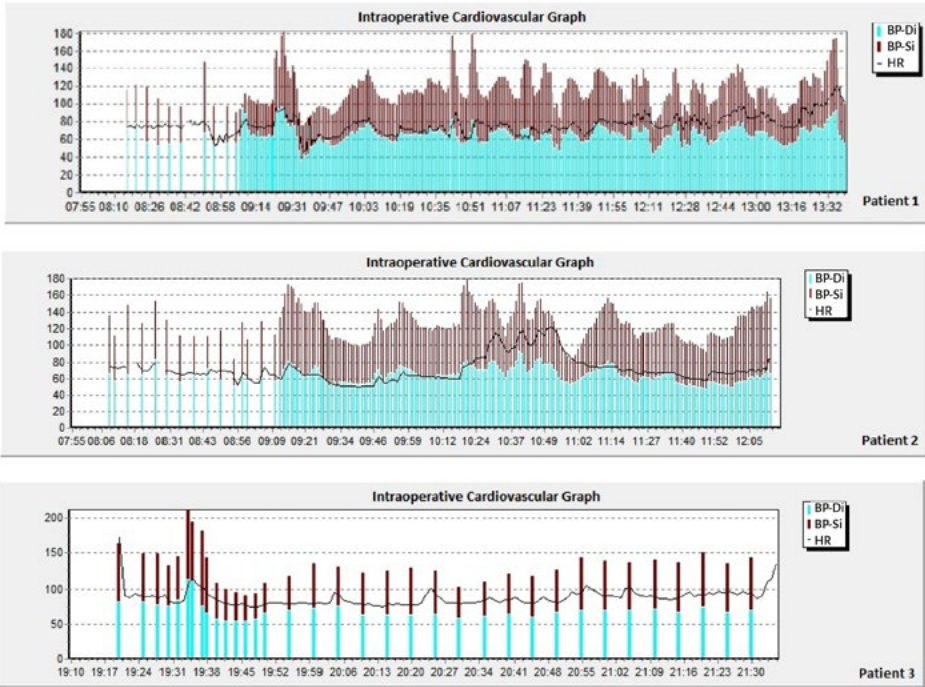 Intraoperative Cardiovascular Graph
180
160
140
120
100
80
60
40
20
0
07:55 08:10 08:26 08:42 08:58 09:14 09:31 09:47 10:03 10:19 10:35 10:51 11:07 11:23 11:39 11:55 12:11 12:28 12:44 13:00 13:16 13:32
BP-Di
BP-Si
HR
Patient 1
Intraoperative Cardiovascular Graph
180
160
140
120
100
80
60
40
20
0
07:55 08:06 08:18 08:31 08:43 08:56 09:09 09:21 09:34 09:46 09:59 10:12 10:24 10:37 10:49 11:02 11:14 11:27 11:40 11:52 12:05
BP-Di
BP-Si
HR
Patient 2
Intraoperative Cardiovascular Graph
200
150
100
50
0
19:10 19:17 19:24 19:31 19:38 19:45 19:52 19:59 20:06 20:13 20:20 20:27 20:34 20:41 20:48 20:55 21:02 21:09 21:16 21:23 21:30
BP-Di
BP-Si
HR
Patient 3